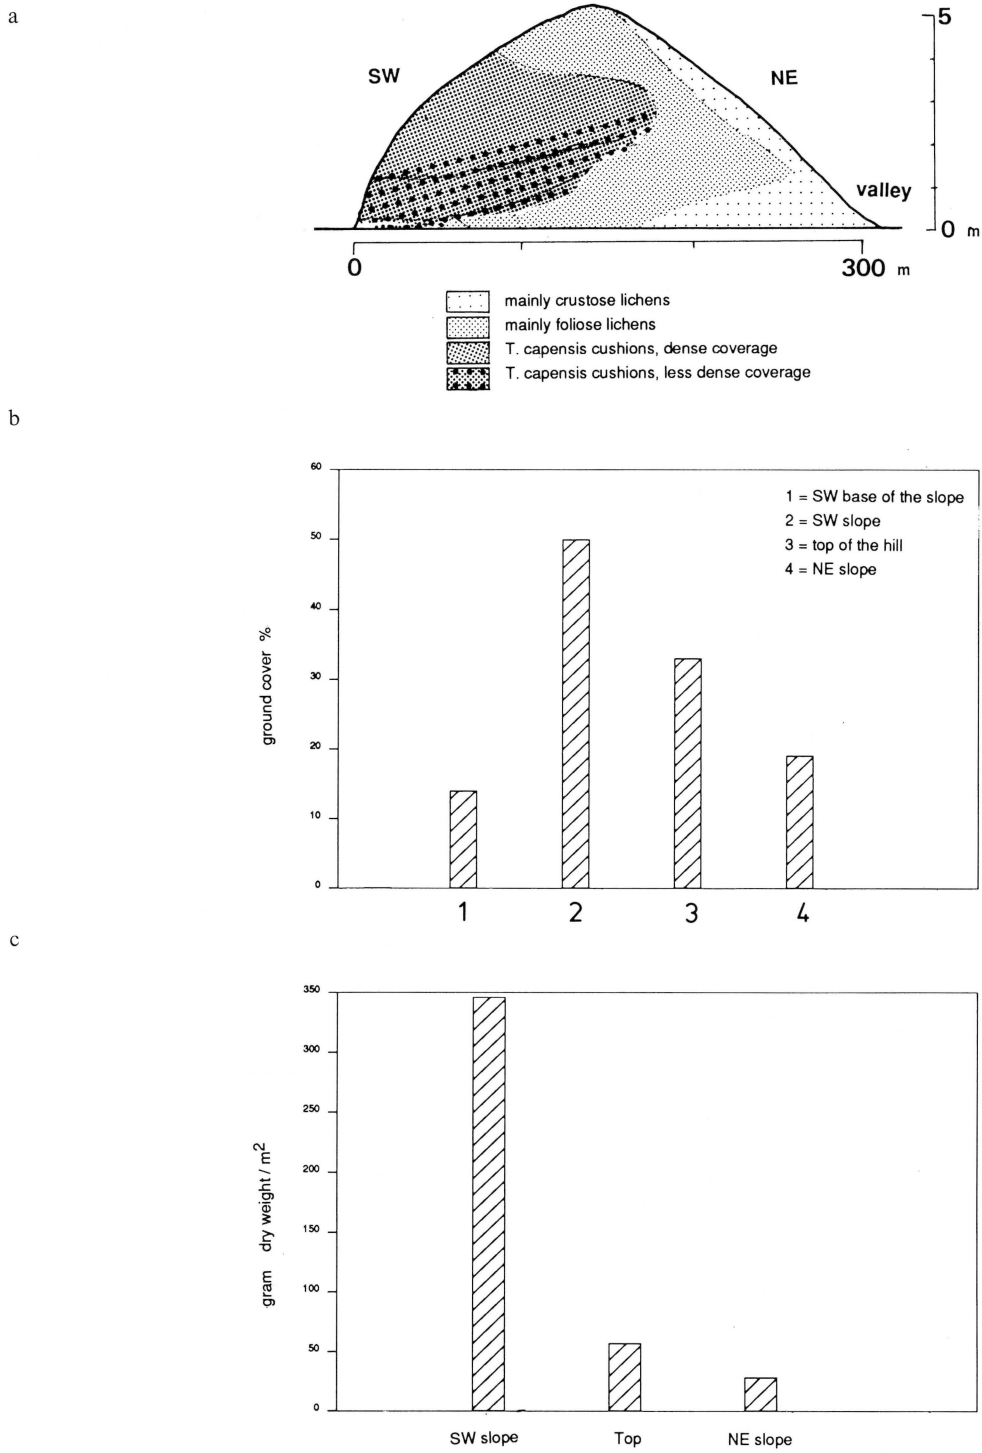 a
5
SW
NE
valley
0 m
0
300 m
mainly crustose lichens
mainly foliose lichens
T. capensis cushions, dense coverage
T. capensis cushions, less dense coverage
b
60
50
40
30
20
10
0
ground cover %
1 = SW base of the slope
2 = SW slope
3 = top of the hill
4 = NE slope
1 2 3 4
c
350
300
250
200
150
100
50
0
gram dry weight / m²
SW slope Top NE slope